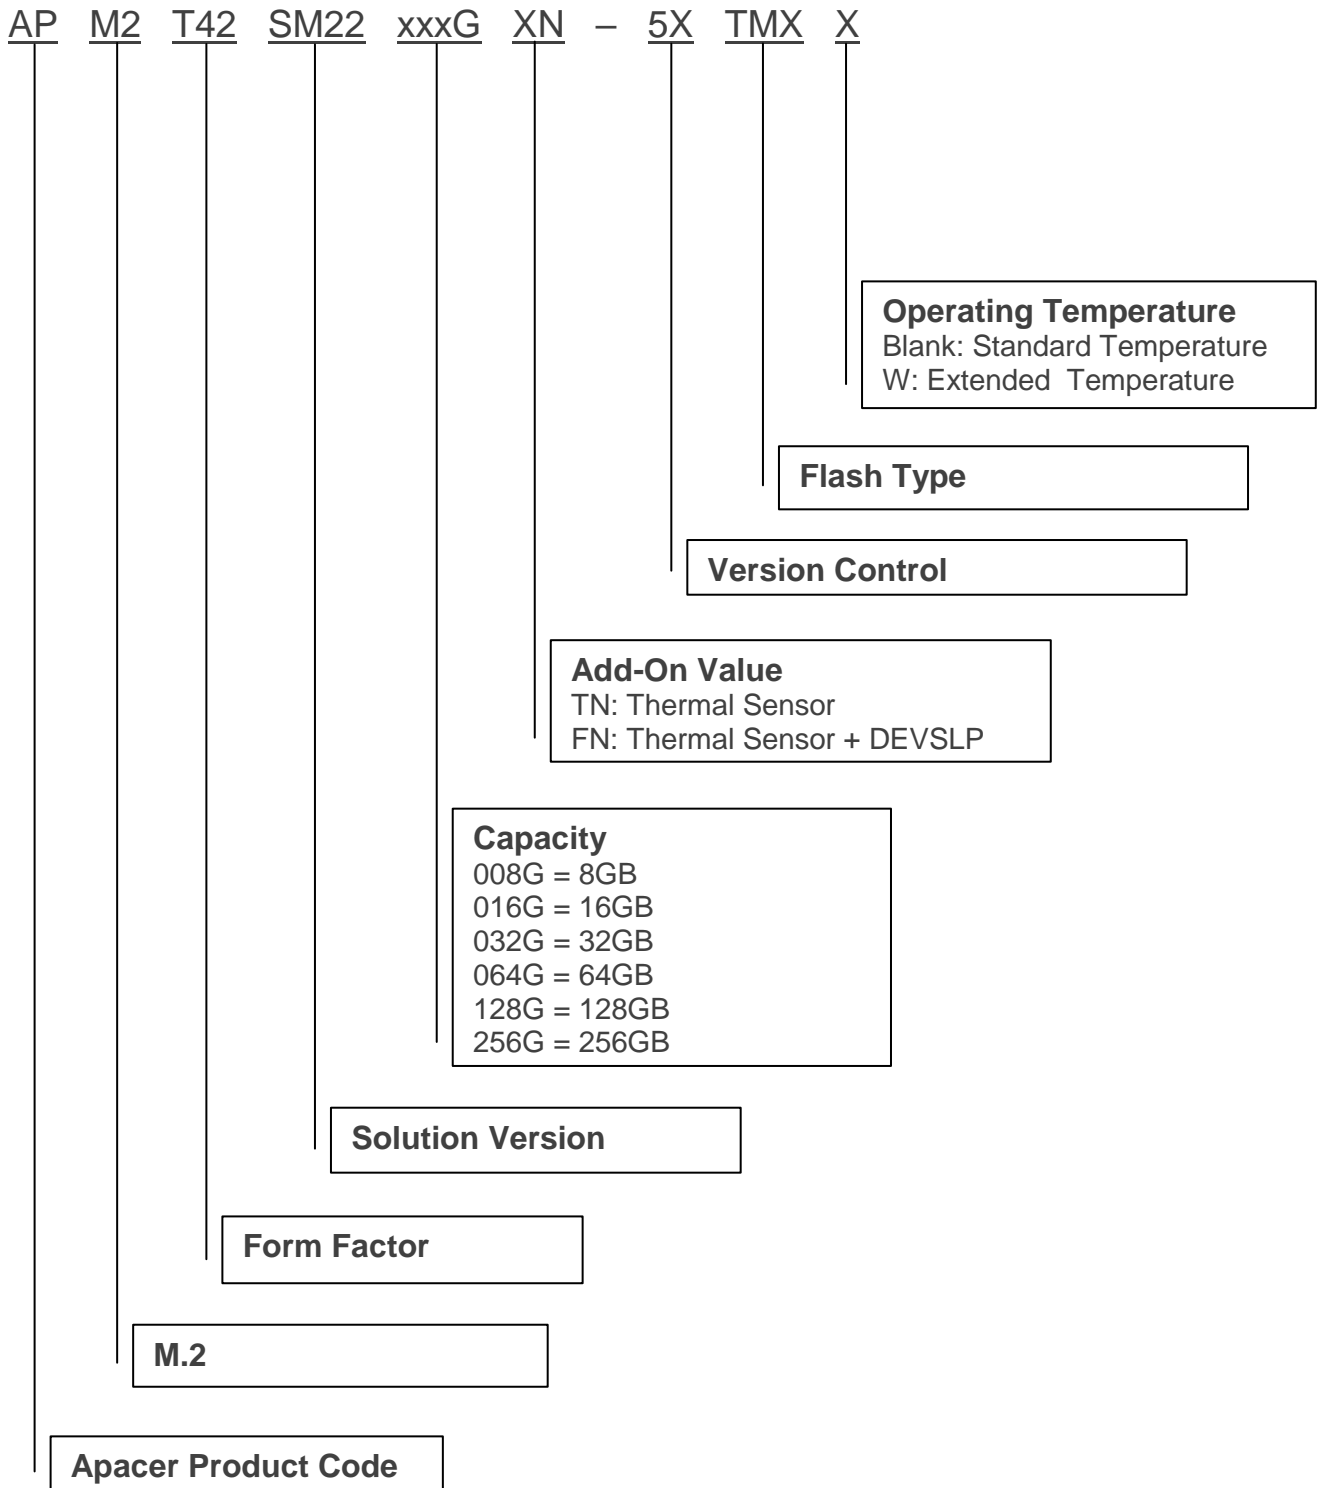 AP M2 T42 SM22 xxxG XN – 5X TMX X
Operating Temperature
Blank: Standard Temperature
W: Extended Temperature
Flash Type
Version Control
Add-On Value
TN: Thermal Sensor
FN: Thermal Sensor + DEVSLP
Capacity
008G = 8GB
016G = 16GB
032G = 32GB
064G = 64GB
128G = 128GB
256G = 256GB
Solution Version
Form Factor
M.2
Apacer Product Code